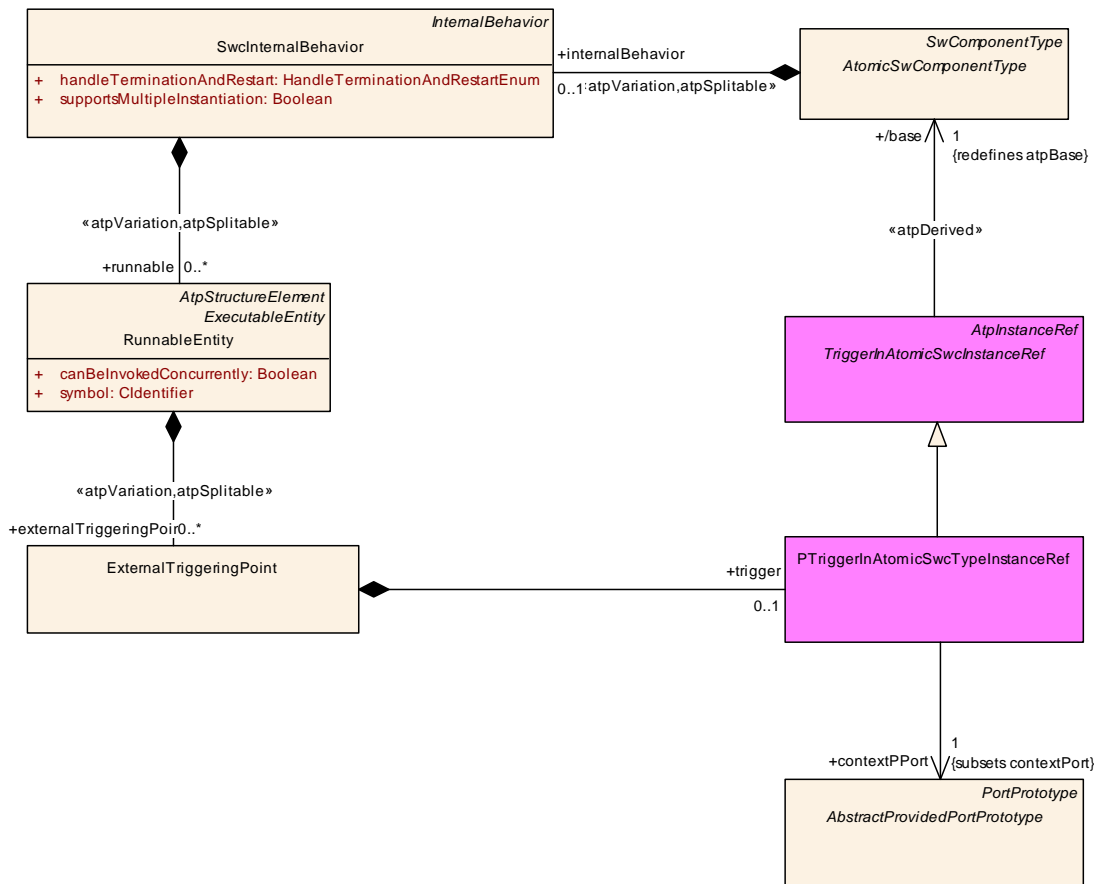 InternalBehavior
SwcInternalBehavior
+ handleTerminationAndRestart: HandleTerminationAndRestartEnum
+ supportsMultipleInstantiation: Boolean
+internalBehavior
0..1
:atpVariation,atpSplitable»
SwComponentType
AtomicSwComponentType
+/base
1
{redefines atpBase}
«atpVariation,atpSplitable»
«atpDerived»
+runnable
0..*
AtpStructureElement
ExecutableEntity
RunnableEntity
+ canBeInvokedConcurrently: Boolean
+ symbol: CIdentifier
AtpInstanceRef
TriggerInAtomicSwcInstanceRef
«atpVariation,atpSplitable»
+externalTriggeringPoir0..*
ExternalTriggeringPoint
+trigger
0..1
PTriggerInAtomicSwcTypeInstanceRef
+contextPPort
1
{subsets contextPort}
PortPrototype
AbstractProvidedPortPrototype